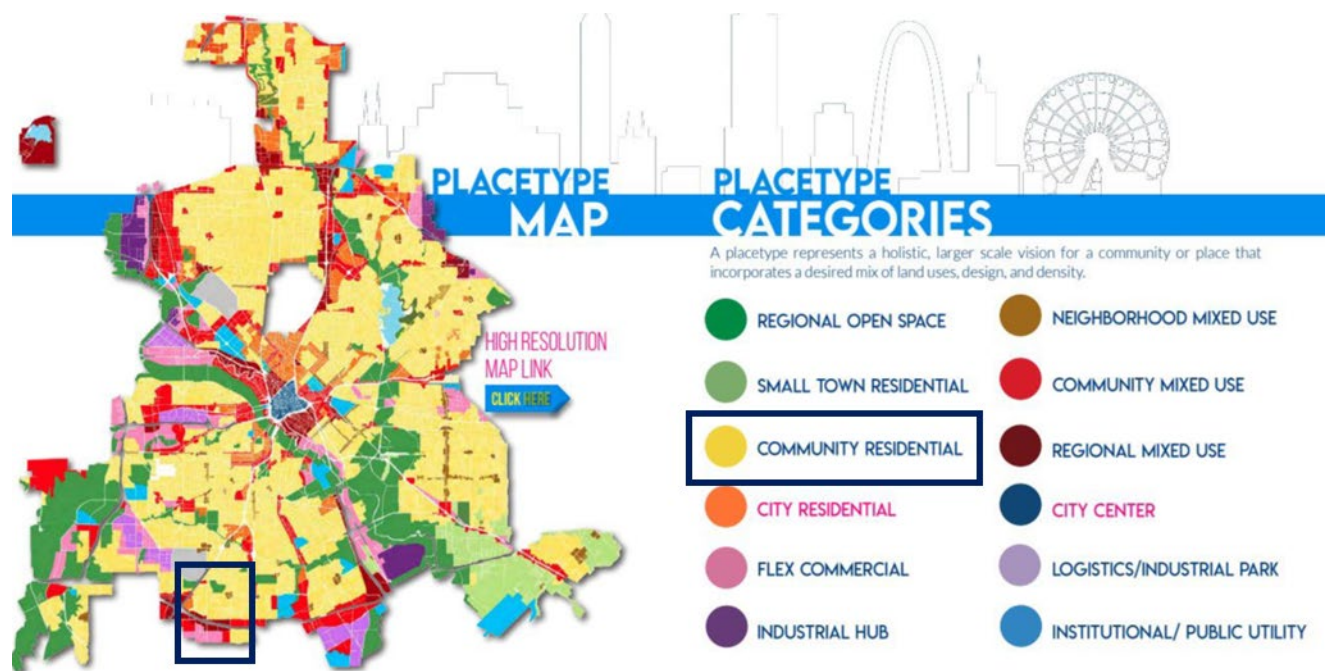 PLACETYPE
MAP
HIGH RESOLUTION
MAP LINK
CLICK HERE
PLACETYPE
CATEGORIES
A placetype represents a holistic, larger scale vision for a community or place that
incorporates a desired mix of land uses, design, and density.
REGIONAL OPEN SPACE
SMALL TOWN RESIDENTIAL
COMMUNITY RESIDENTIAL
CITY RESIDENTIAL
FLEX COMMERCIAL
INDUSTRIAL HUB
NEIGHBORHOOD MIXED USE
COMMUNITY MIXED USE
REGIONAL MIXED USE
CITY CENTER
LOGISTICS/INDUSTRIAL PARK
INSTITUTIONAL/ PUBLIC UTILITY